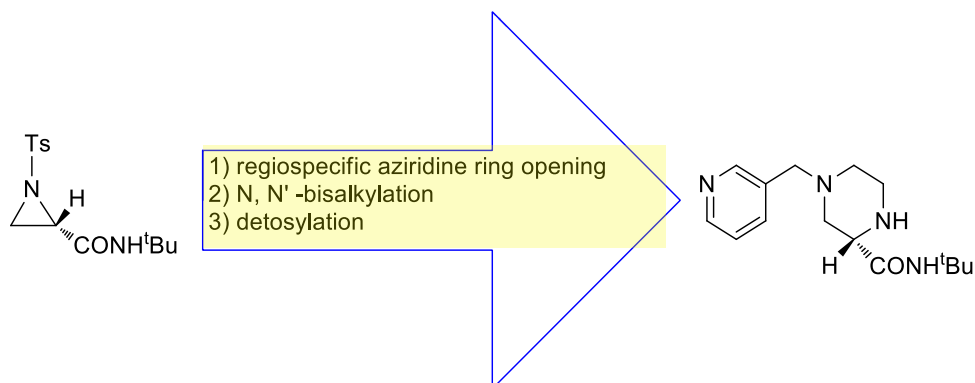 Ts
N
H
CONHᵗBu
1) regiospecific aziridine ring opening
2) N, N' -bisalkylation
3) detosylation
N
N
NH
H
CONHᵗBu